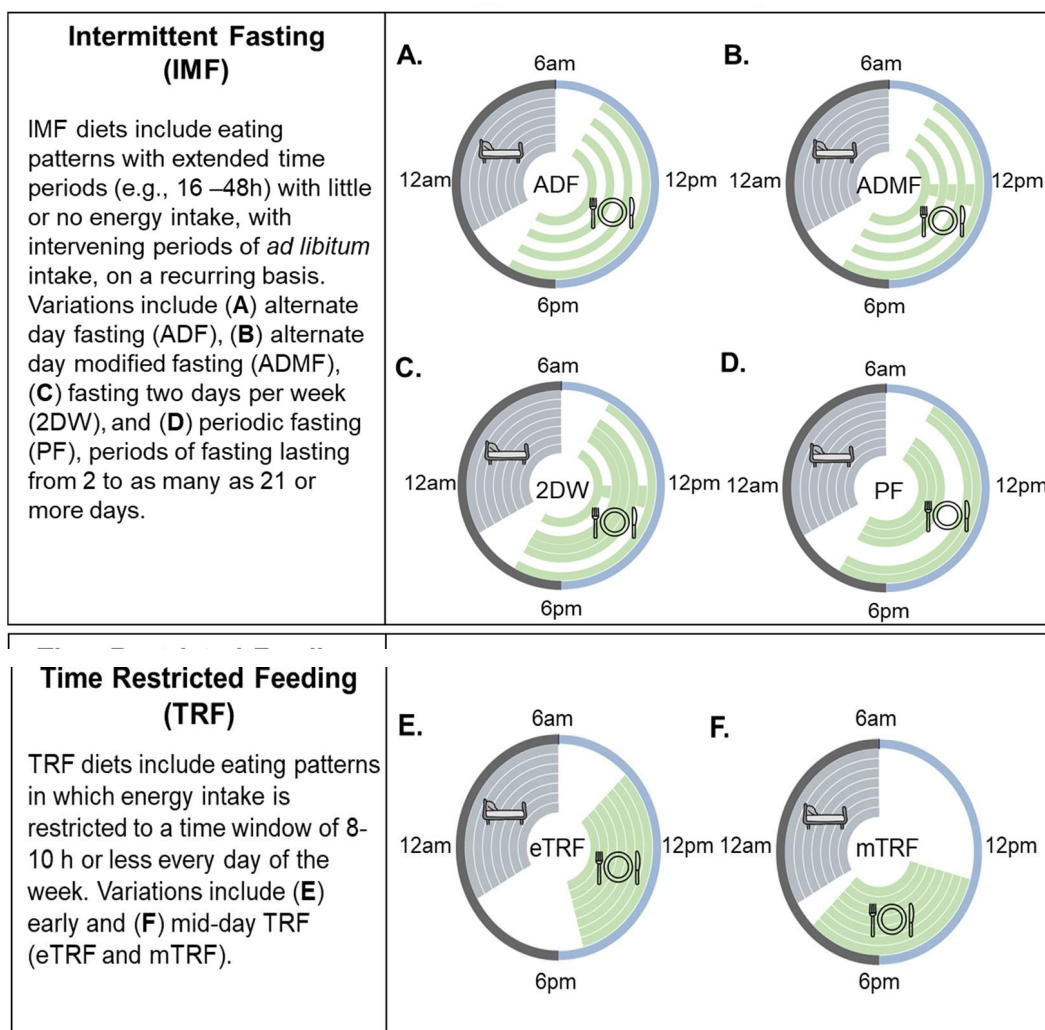 Intermittent Fasting
(IMF)
IMF diets include eating
patterns with extended time
periods (e.g., 16 –48h) with little
or no energy intake, with
intervening periods of ad libitum
intake, on a recurring basis.
Variations include (A) alternate
day fasting (ADF), (B) alternate
day modified fasting (ADMF),
(C) fasting two days per week
(2DW), and (D) periodic fasting
(PF), periods of fasting lasting
from 2 to as many as 21 or
more days.
A.
6am
12am
ADF
12pm
6pm
B.
6am
12am
ADMF
12pm
6pm
C.
6am
12am
2DW
12pm
6pm
D.
6am
12am
PF
12pm
6pm
Time Restricted Feeding
(TRF)
TRF diets include eating patterns
in which energy intake is
restricted to a time window of 8-
10 h or less every day of the
week. Variations include (E)
early and (F) mid-day TRF
(eTRF and mTRF).
E.
6am
12am
eTRF
12pm
6pm
F.
6am
12am
mTRF
12pm
6pm